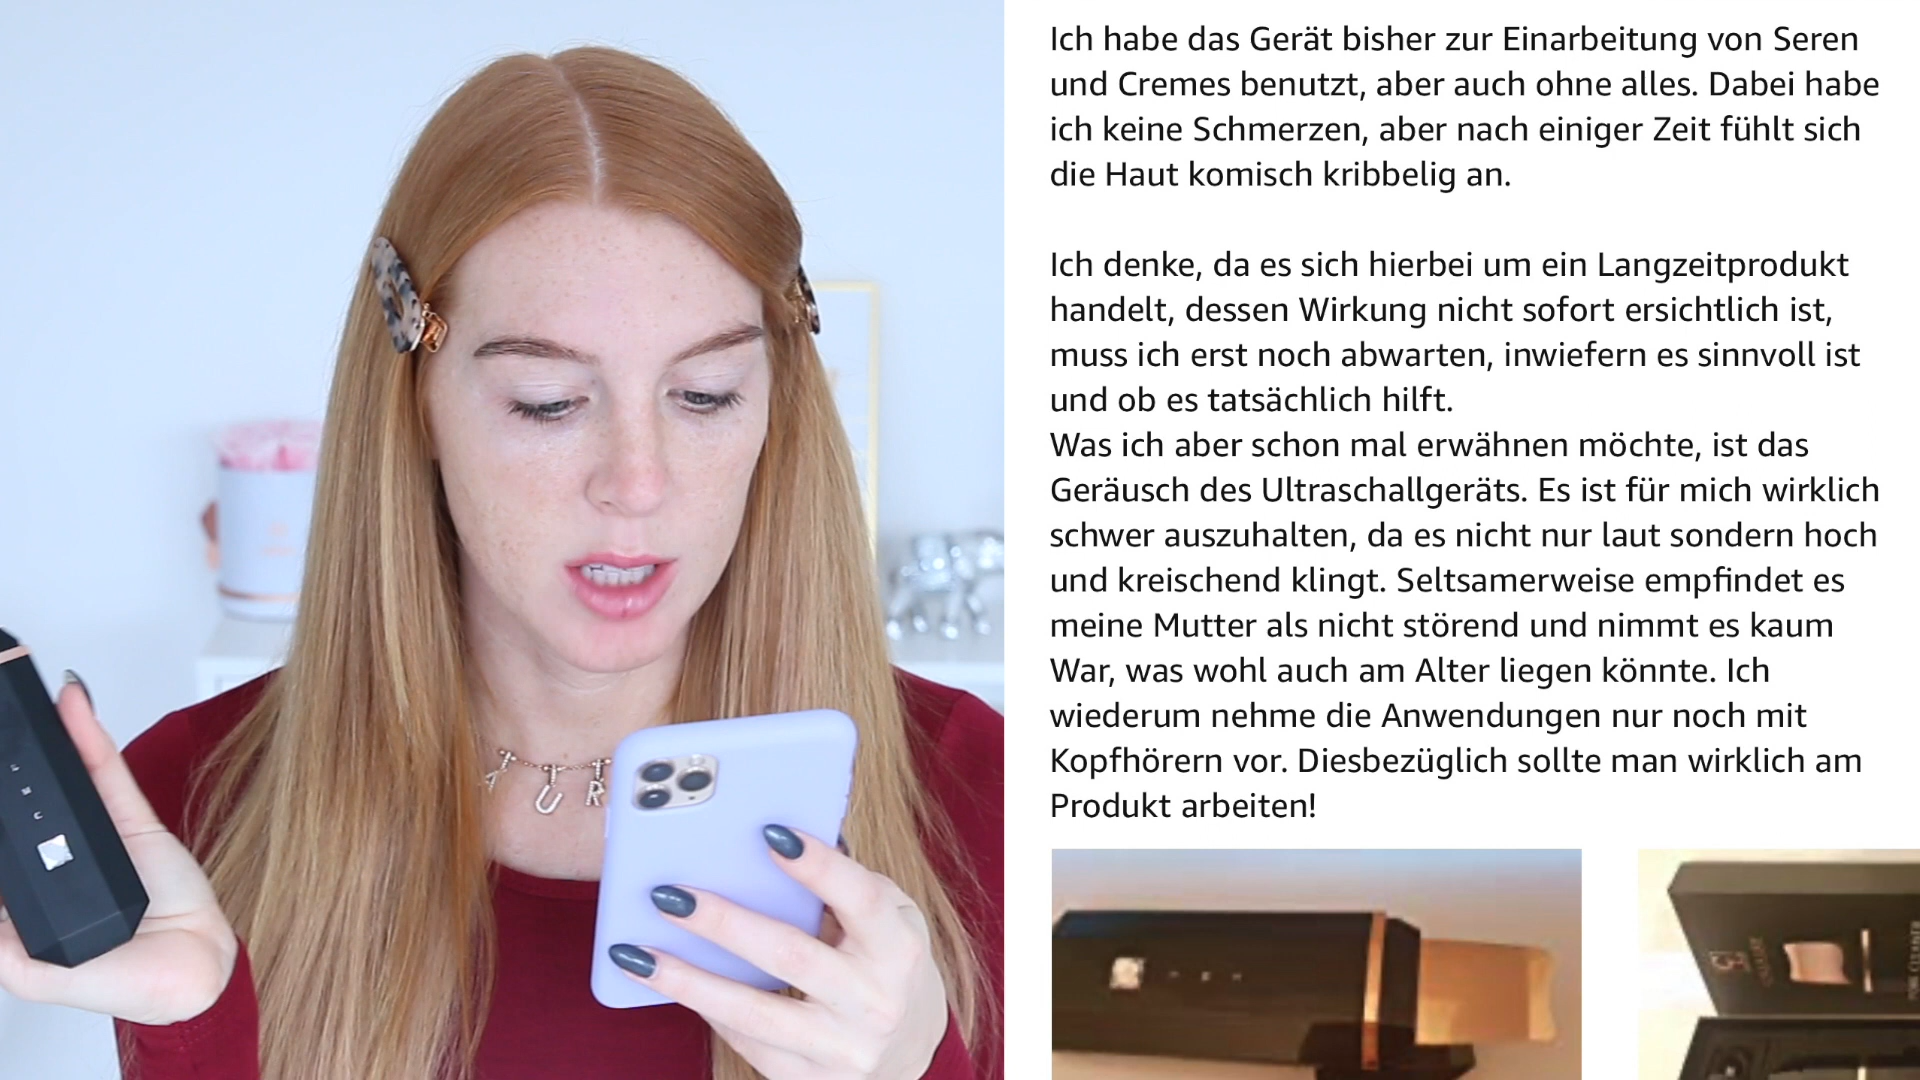 Ich habe das Gerät bisher zur Einarbeitung von Seren
und Cremes benutzt, aber auch ohne alles. Dabei habe
ich keine Schmerzen, aber nach einiger Zeit fühlt sich
die Haut komisch kribbelig an.
Ich denke, da es sich hierbei um ein Langzeitprodukt
handelt, dessen Wirkung nicht sofort ersichtlich ist,
muss ich erst noch abwarten, inwiefern es sinnvoll ist
und ob es tatsächlich hilft.
Was ich aber schon mal erwähnen möchte, ist das
Geräusch des Ultraschallgeräts. Es ist für mich wirklich
schwer auszuhalten, da es nicht nur laut sondern hoch
und kreischend klingt. Seltsamerweise empfindet es
meine Mutter als nicht störend und nimmt es kaum
War, was wohl auch am Alter liegen könnte. Ich
wiederum nehme die Anwendungen nur noch mit
Kopfhörern vor. Diesbezüglich sollte man wirklich am
Produkt arbeiten!
AUR